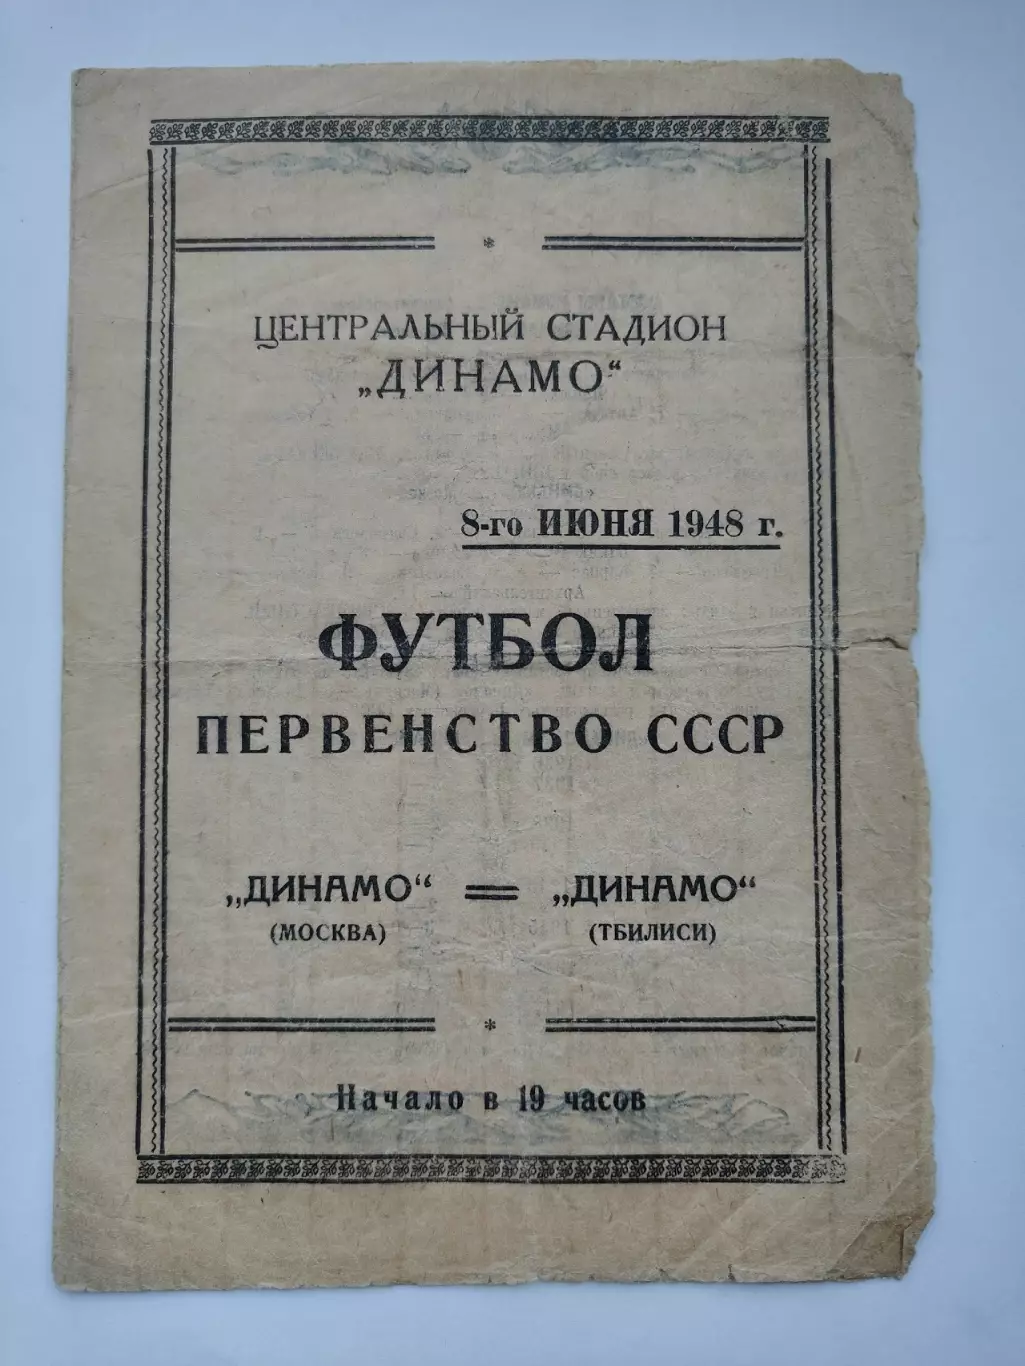 *
ЦЕНТРАЛЬНЫЙ СТАДИОН
„ДИНАМО“
8-го ИЮНЯ 1948 г.
ФУТБОЛ
ПЕРВЕНСТВО СССР
„ДИНАМО“ = „ДИНАМО“
(МОСКВА) (ТБИЛИСИ)
*
Начало в 19 часов